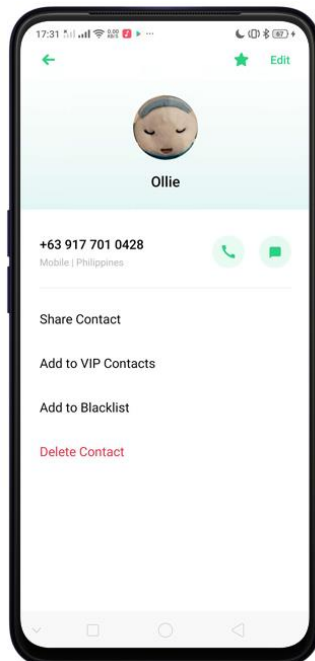 17:31
Edit
Ollie
+63 917 701 0428
Mobile | Philippines
Share Contact
Add to VIP Contacts
Add to Blacklist
Delete Contact